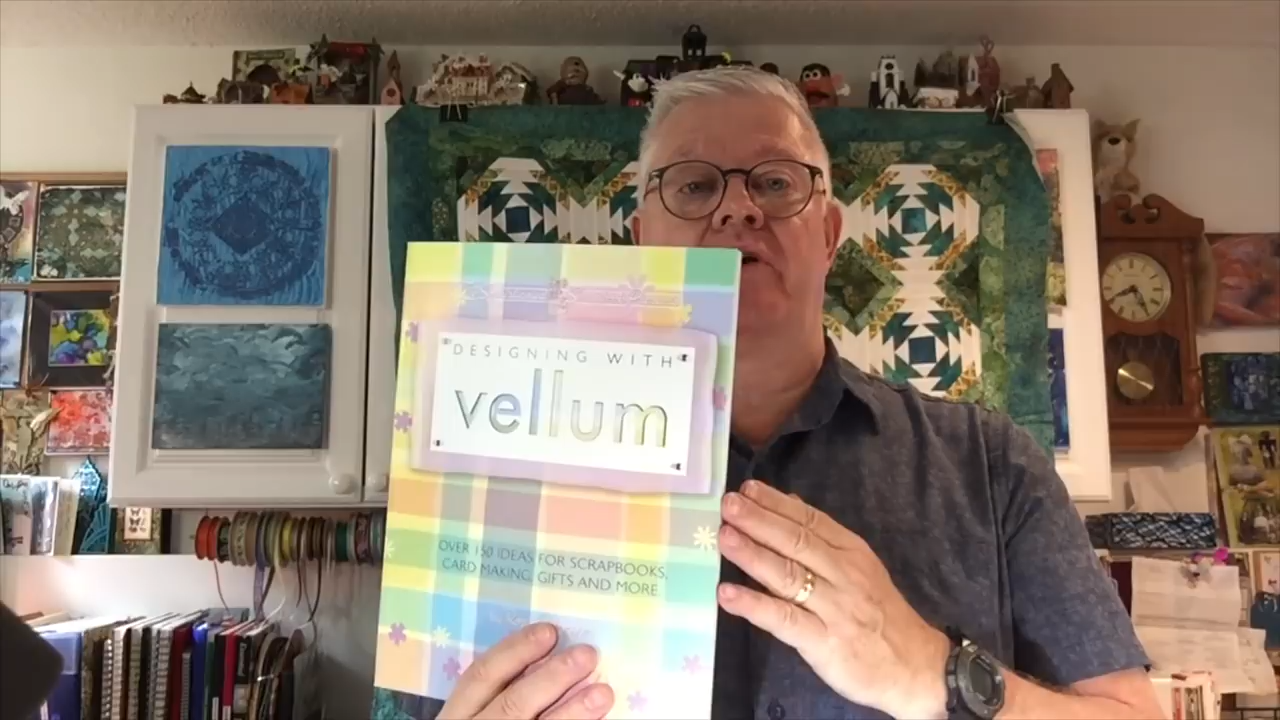 DESIGNING WITH
vellum
OVER 150 IDEAS FOR SCRAPBOOKS,
CARD MAKING, GIFTS AND MORE.